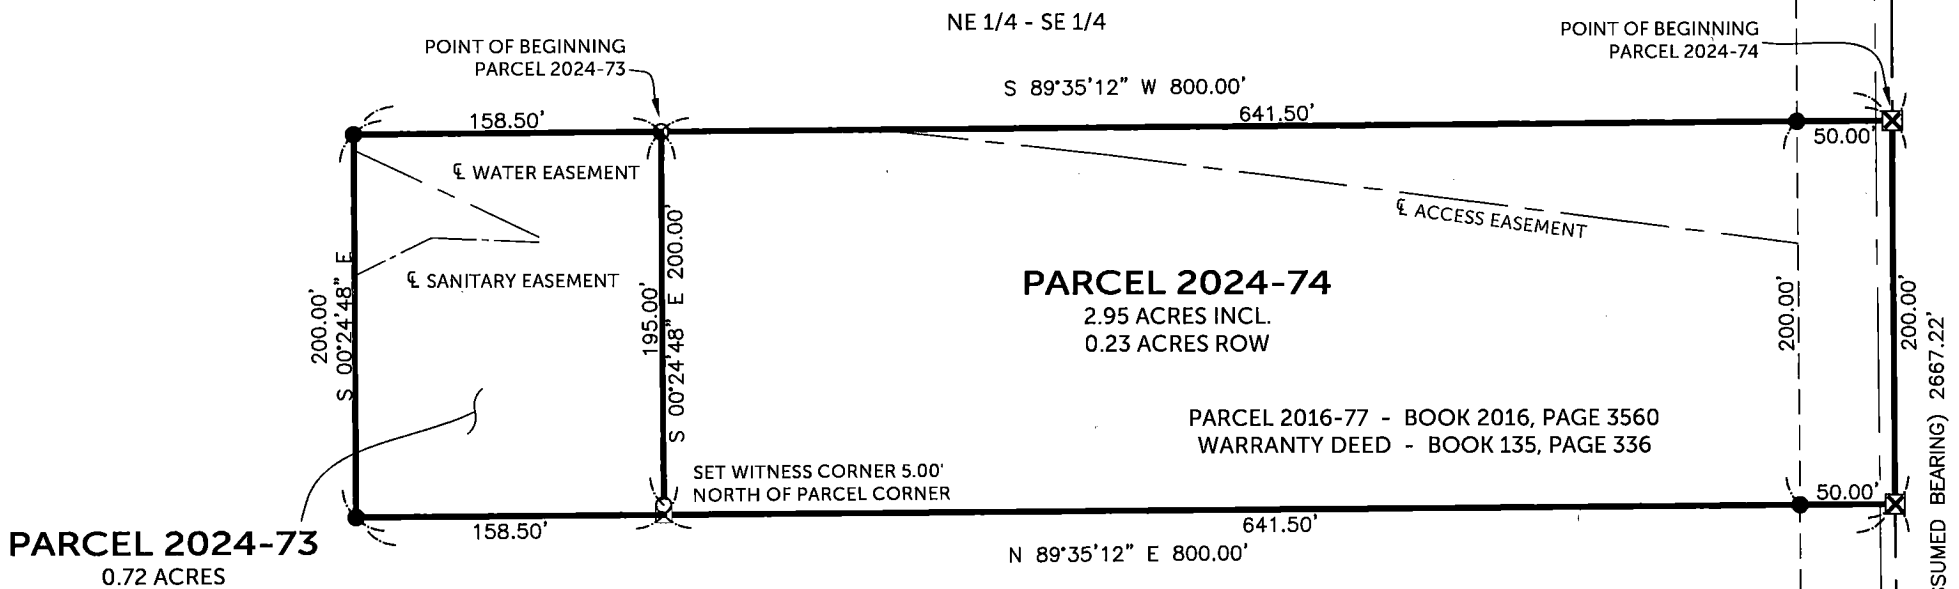 NE 1/4 - SE 1/4
POINT OF BEGINNING
PARCEL 2024-73
POINT OF BEGINNING
PARCEL 2024-74
S 89°35'12" W 800.00'
158.50'
641.50'
50.00'
℄ WATER EASEMENT
℄ ACCESS EASEMENT
℄ SANITARY EASEMENT
200.00'
S 00°24'48" E
195.00'
S 00°24'48" E 200.00'
PARCEL 2024-74
2.95 ACRES INCL.
0.23 ACRES ROW
200.00'
200.00'
SSUMED BEARING) 2667.22'
PARCEL 2016-77 - BOOK 2016, PAGE 3560
WARRANTY DEED - BOOK 135, PAGE 336
SET WITNESS CORNER 5.00'
NORTH OF PARCEL CORNER
50.00'
158.50'
641.50'
N 89°35'12" E 800.00'
PARCEL 2024-73
0.72 ACRES